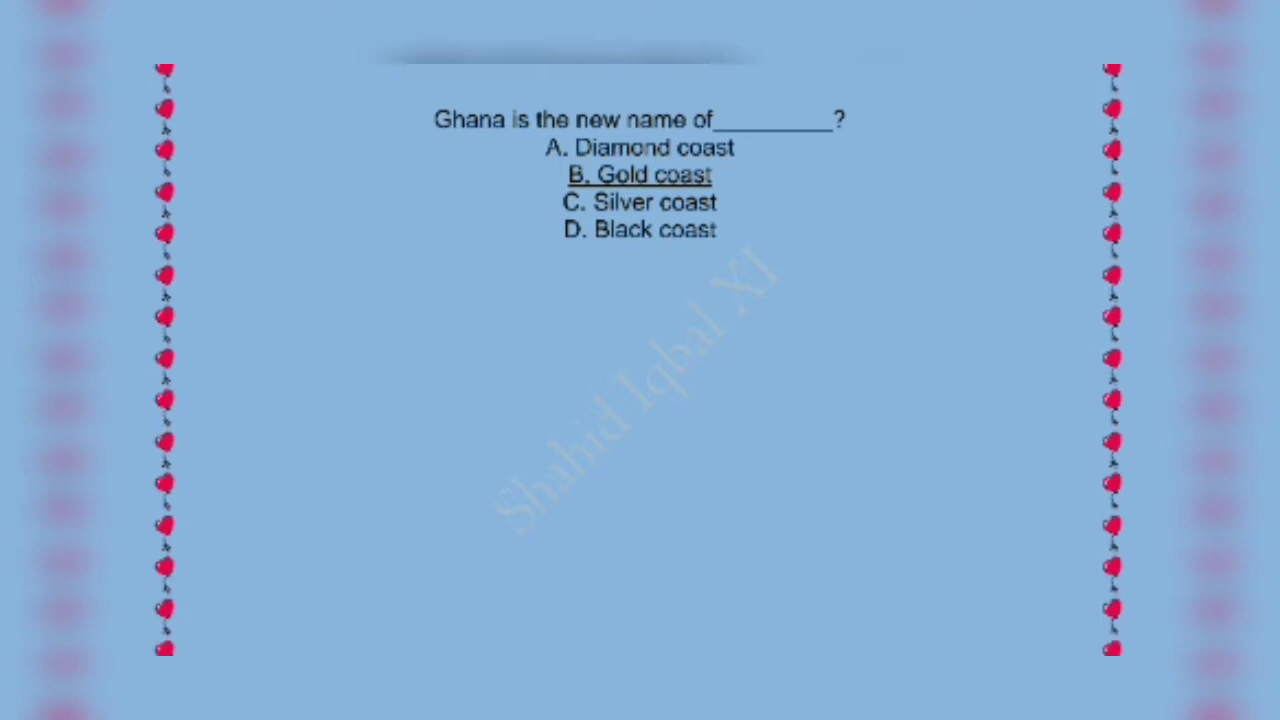 Ghana is the new name of_________?
A. Diamond coast
B. Gold coast
C. Silver coast
D. Black coast
Shahid Iqbal XI